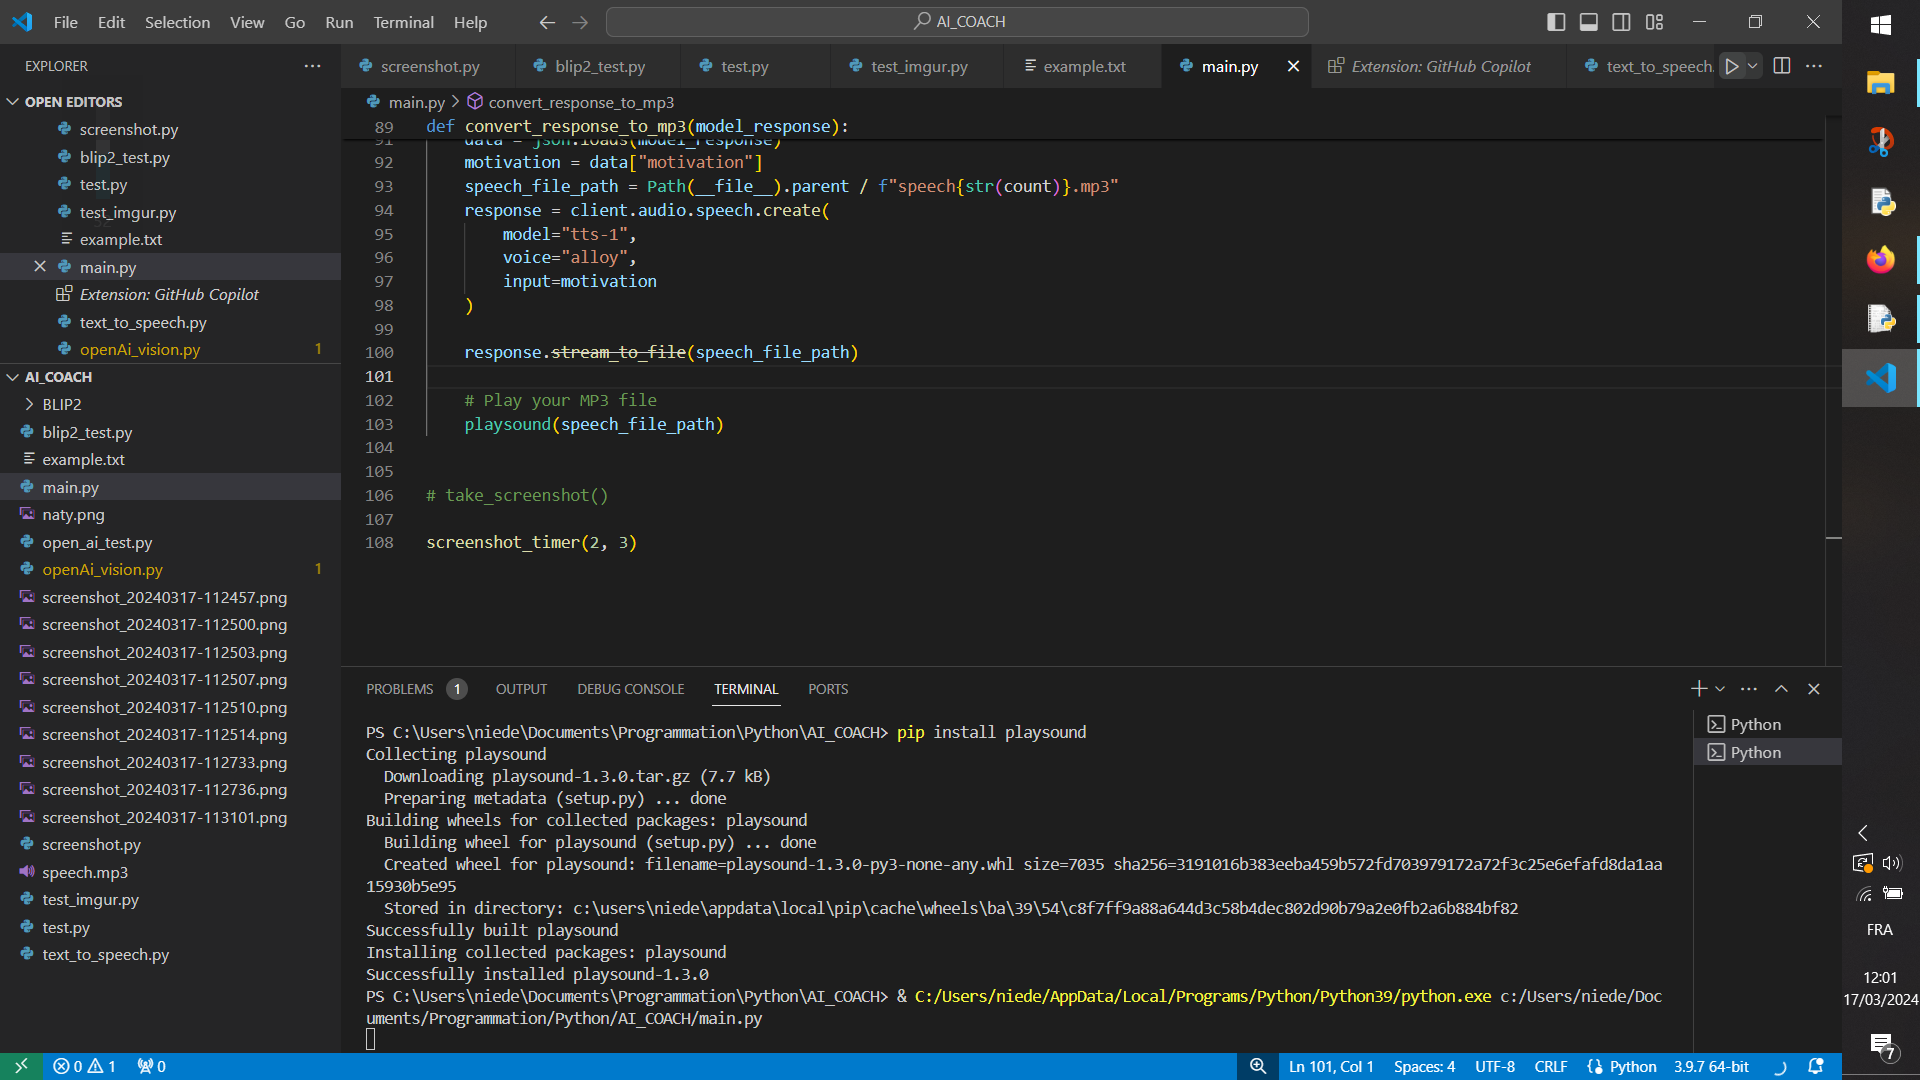 File Edit Selection View Go Run Terminal Help
AI_COACH
EXPLORER
OPEN EDITORS
screenshot.py
blip2_test.py
test.py
test_imgur.py
example.txt
main.py
Extension: GitHub Copilot
text_to_speech.py
openAi_vision.py 1
AI_COACH
BLIP2
blip2_test.py
example.txt
main.py
naty.png
open_ai_test.py
openAi_vision.py 1
screenshot_20240317-112457.png
screenshot_20240317-112500.png
screenshot_20240317-112503.png
screenshot_20240317-112507.png
screenshot_20240317-112510.png
screenshot_20240317-112514.png
screenshot_20240317-112733.png
screenshot_20240317-112736.png
screenshot_20240317-113101.png
screenshot.py
speech.mp3
test_imgur.py
test.py
text_to_speech.py
screenshot.py blip2_test.py test.py test_imgur.py example.txt main.py Extension: GitHub Copilot text_to_speech.
main.py > convert_response_to_mp3
89 def convert_response_to_mp3(model_response):
91 data = json.loads(model_response)
92 motivation = data["motivation"]
93 speech_file_path = Path(__file__).parent / f"speech{str(count)}.mp3"
94 response = client.audio.speech.create(
95 model="tts-1",
96 voice="alloy",
97 input=motivation
98 )
99
100 response.stream_to_file(speech_file_path)
101
102 # Play your MP3 file
103 playsound(speech_file_path)
104
105
106 # take_screenshot()
107
108 screenshot_timer(2, 3)
PROBLEMS 1 OUTPUT DEBUG CONSOLE TERMINAL PORTS
PS C:\Users\niede\Documents\Programmation\Python\AI_COACH> pip install playsound
Collecting playsound
Downloading playsound-1.3.0.tar.gz (7.7 kB)
Preparing metadata (setup.py) ... done
Building wheels for collected packages: playsound
Building wheel for playsound (setup.py) ... done
Created wheel for playsound: filename=playsound-1.3.0-py3-none-any.whl size=7035 sha256=3191016b383eeba459b572fd703979172a72f3c25e6efafd8da1aa
15930b5e95
Stored in directory: c:\users\niede\appdata\local\pip\cache\wheels\ba\39\54\c8f7ff9a88a644d3c58b4dec802d90b79a2e0fb2a6b884bf82
Successfully built playsound
Installing collected packages: playsound
Successfully installed playsound-1.3.0
PS C:\Users\niede\Documents\Programmation\Python\AI_COACH> & C:/Users/niede/AppData/Local/Programs/Python/Python39/python.exe c:/Users/niede/Doc
uments/Programmation/Python/AI_COACH/main.py
Python
Python
0 1 0
Ln 101, Col 1 Spaces: 4 UTF-8 CRLF Python 3.9.7 64-bit
FRA
12:01
17/03/2024
7